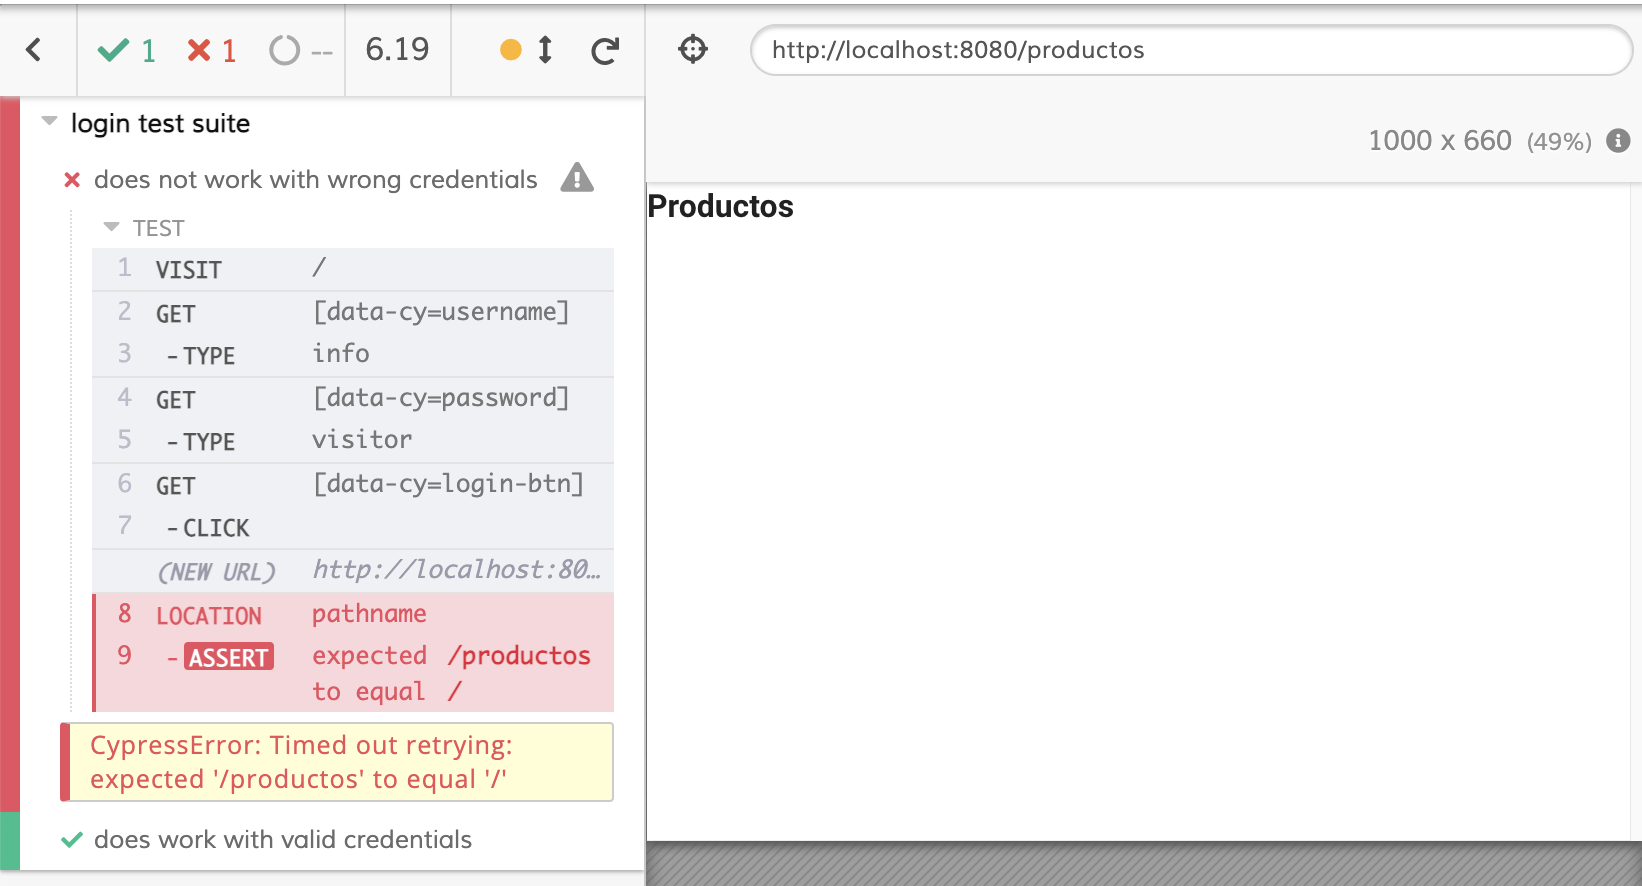 1 1 -- 6.19
http://localhost:8080/productos
1000 x 660 (49%)
login test suite
does not work with wrong credentials
TEST
1 VISIT /
2 GET [data-cy=username]
3 -TYPE info
4 GET [data-cy=password]
5 -TYPE visitor
6 GET [data-cy=login-btn]
7 -CLICK
(NEW URL) http://localhost:80…
8 LOCATION pathname
9 -ASSERT expected /productos
to equal /
CypressError: Timed out retrying:
expected '/productos' to equal '/'
does work with valid credentials
Productos